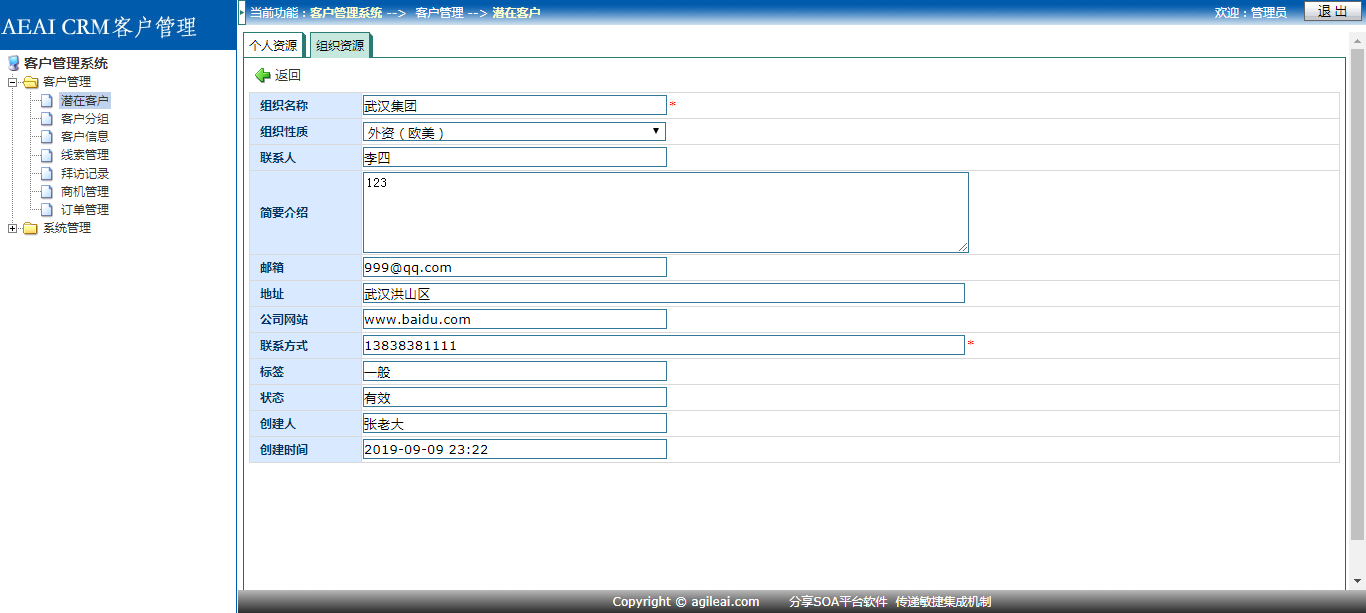 AEAI CRM客户管理
当前功能：客户管理系统 --> 客户管理 --> 潜在客户
欢迎：管理员
退 出
客户管理系统
客户管理
潜在客户
客户分组
客户信息
线索管理
拜访记录
商机管理
订单管理
系统管理
个人资源
组织资源
返回
组织名称 武汉集团 *
组织性质 外资（欧美）
联系人 李四
简要介绍 123
邮箱 999@qq.com
地址 武汉洪山区
公司网站 www.baidu.com
联系方式 13838381111 *
标签 一般
状态 有效
创建人 张老大
创建时间 2019-09-09 23:22
Copyright © agileai.com 分享SOA平台软件 传递敏捷集成机制